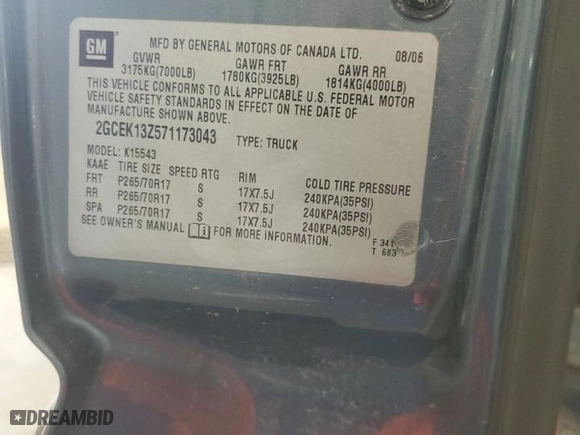 GM
MFD BY GENERAL MOTORS OF CANADA LTD. 08/06
GVWR GAWR FRT GAWR RR
3175KG(7000LB) 1780KG(3925LB) 1814KG(4000LB)
THIS VEHICLE CONFORMS TO ALL APPLICABLE U.S. FEDERAL MOTOR
VEHICLE SAFETY STANDARDS IN EFFECT ON THE DATE OF
MANUFACTURE SHOWN ABOVE.
2GCEK13Z571173043 TYPE: TRUCK
MODEL: K15543
KAAE TIRE SIZE SPEED RTG RIM COLD TIRE PRESSURE
FRT P265/70R17 S 17X7.5J 240KPA(35PSI)
RR P265/70R17 S 17X7.5J 240KPA(35PSI)
SPA P265/70R17 S 17X7.5J 240KPA(35PSI)
SEE OWNER'S MANUAL FOR MORE INFORMATION.
F 341
T 683
DREAMBID